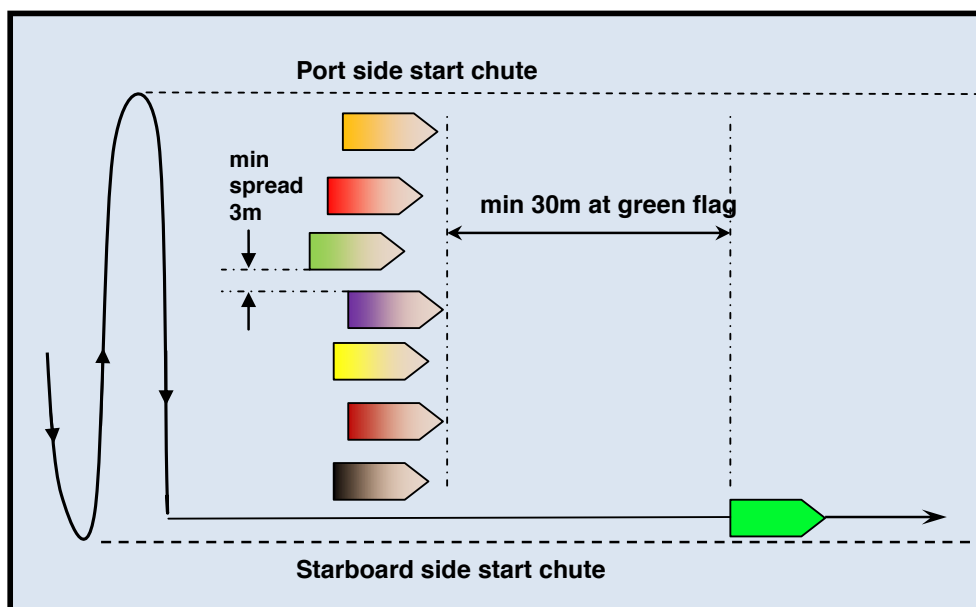 Port side start chute
min
spread
3m
min 30m at green flag
Starboard side start chute